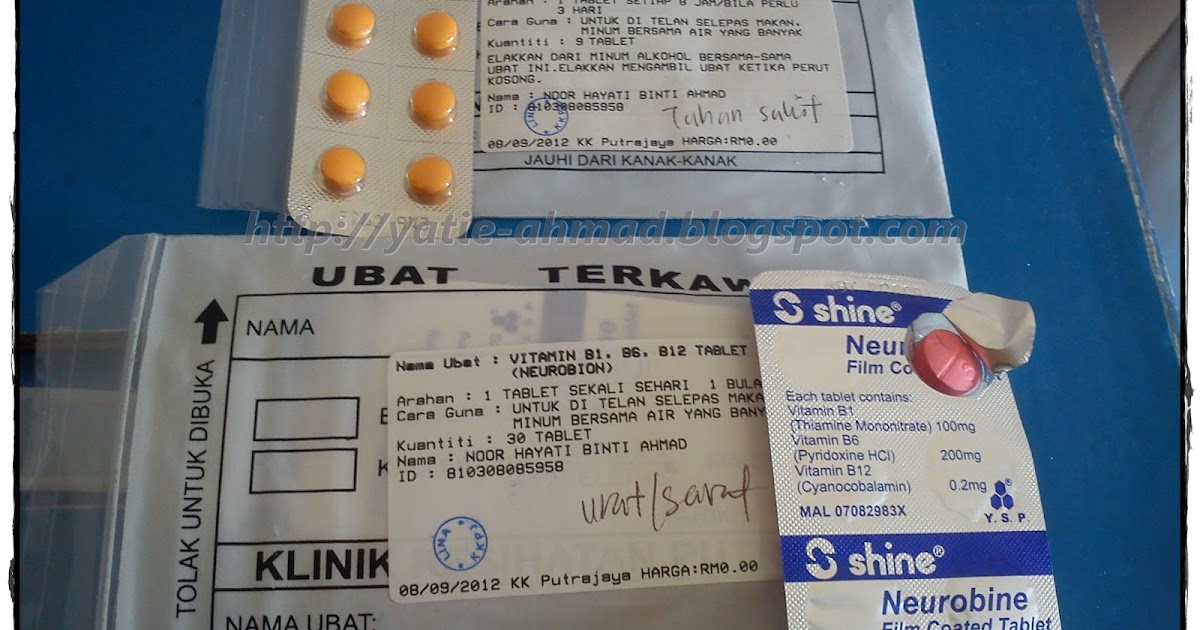 Arahan : 1 TABLET SETIAP 8 JAM/BILA PERLU
3 HARI
Cara Guna : UNTUK DI TELAN SELEPAS MAKAN.
MINUM BERSAMA AIR YANG BANYAK
Kuantiti : 9 TABLET
ELAKKAN DARI MINUM ALKOHOL BERSAMA-SAMA
UBAT INI.ELAKKAN MENGAMBIL UBAT KETIKA PERUT
KOSONG.
Nama : NOOR HAYATI BINTI AHMAD
ID : 810308085958
Tahan sakit
08/09/2012 KK Putrajaya HARGA:RM0.00
JAUHI DARI KANAK-KANAK
http://yatie-ahmad.blogspot.com
UBAT TERKAW
TOLAK UNTUK DIBUKA
NAMA
Nama Ubat : VITAMIN B1, B6, B12 TABLET
(NEUROBION)
Arahan : 1 TABLET SEKALI SEHARI 1 BULA
Cara Guna : UNTUK DI TELAN SELEPAS MAKA
MINUM BERSAMA AIR YANG BANY
Kuantiti : 30 TABLET
Nama : NOOR HAYATI BINTI AHMAD
ID : 810308085958
urat/saraf
LINA KKPJ
08/09/2012 KK Putrajaya HARGA:RM0.00
KLINIK
NAMA UBAT:
S shine®
Neu
Film Co
Each tablet contains:
Vitamin B1
(Thiamine Mononitrate) 100mg
Vitamin B6
(Pyridoxine HCl) 200mg
Vitamin B12
(Cyanocobalamin) 0.2mg
MAL 07082983X
Y. S. P.
S shine®
Neurobine
Film Coated Tablet